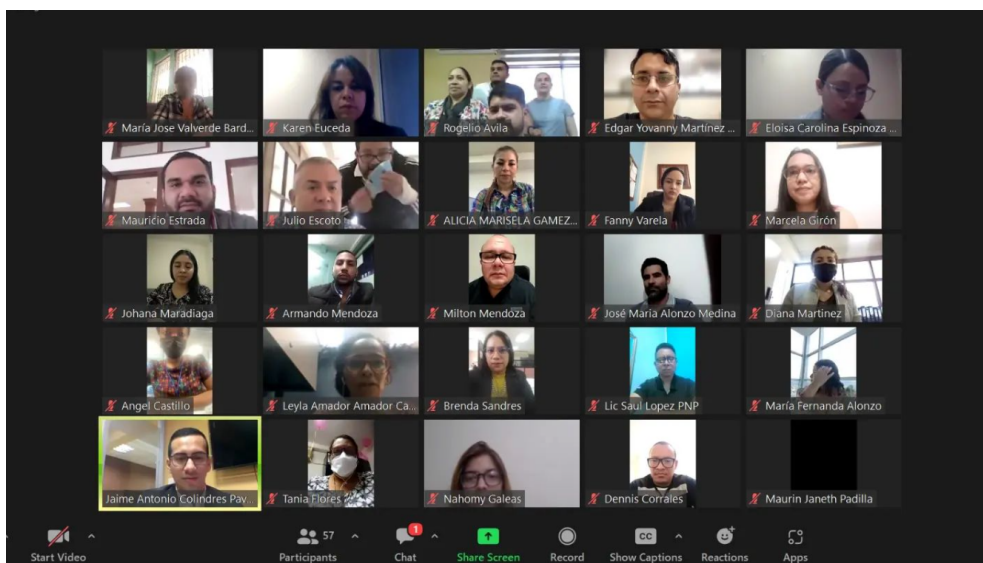 María Jose Valverde Bard...
Karen Euceda
Rogelio Avila
Edgar Yovanny Martínez ...
Eloisa Carolina Espinoza ...
Mauricio Estrada
Julio Escoto
ALICIA MARISELA GAMEZ...
Fanny Varela
Marcela Girón
Johana Maradiaga
Armando Mendoza
Milton Mendoza
José María Alonzo Medina
Diana Martinez
Angel Castillo
Leyla Amador Amador Ca...
Brenda Sandres
Lic Saul Lopez PNP
María Fernanda Alonzo
Jaime Antonio Colindres Pav...
Tania Flores
Nahomy Galeas
Dennis Corrales
Maurin Janeth Padilla
57
1
CC
Start Video
Participants
Chat
Share Screen
Record
Show Captions
Reactions
Apps